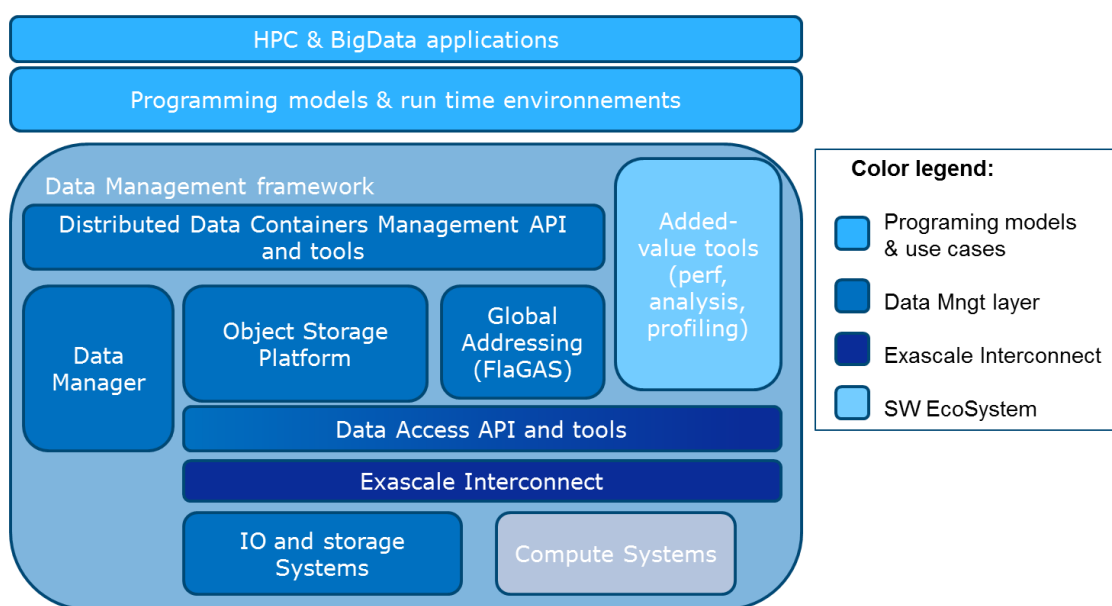 HPC & BigData applications
Programming models & run time environnements
Data Management framework
Distributed Data Containers Management API
and tools
Added-
value tools
(perf,
analysis,
profiling)
Data
Manager
Object Storage
Platform
Global
Addressing
(FlaGAS)
Data Access API and tools
Exascale Interconnect
IO and storage
Systems
Compute Systems
Color legend:
Programing models
& use cases
Data Mngt layer
Exascale Interconnect
SW EcoSystem